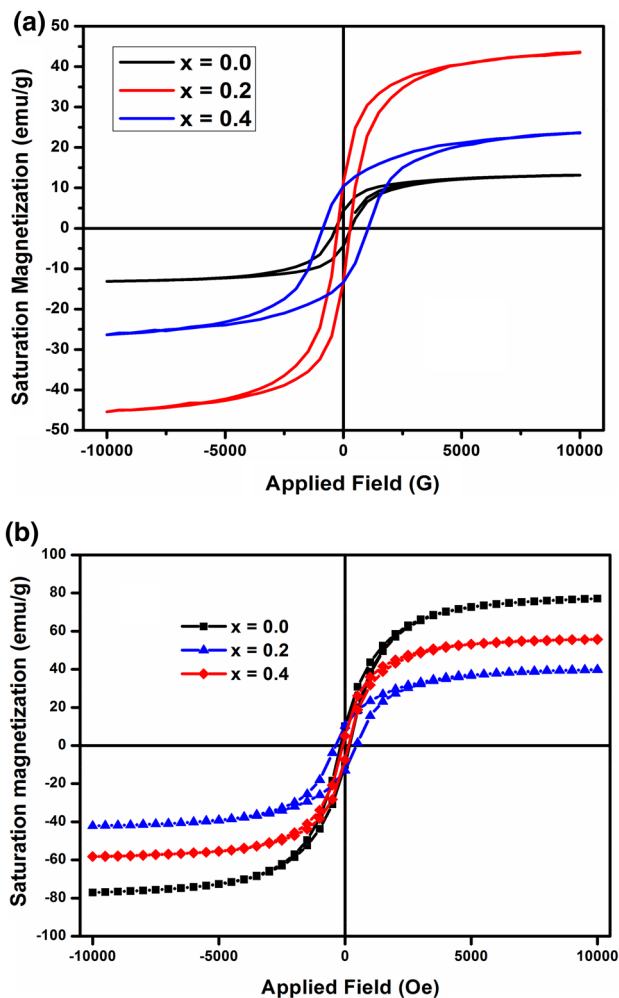 (a)
50
40
30
20
10
0
-10
-20
-30
-40
-50
Saturation Magnetization (emu/g)
x = 0.0
x = 0.2
x = 0.4
-10000 -5000 0 5000 10000
Applied Field (G)
(b)
100
80
60
40
20
0
-20
-40
-60
-80
-100
Saturation magnetization (emu/g)
x = 0.0
x = 0.2
x = 0.4
-10000 -5000 0 5000 10000
Applied Field (Oe)